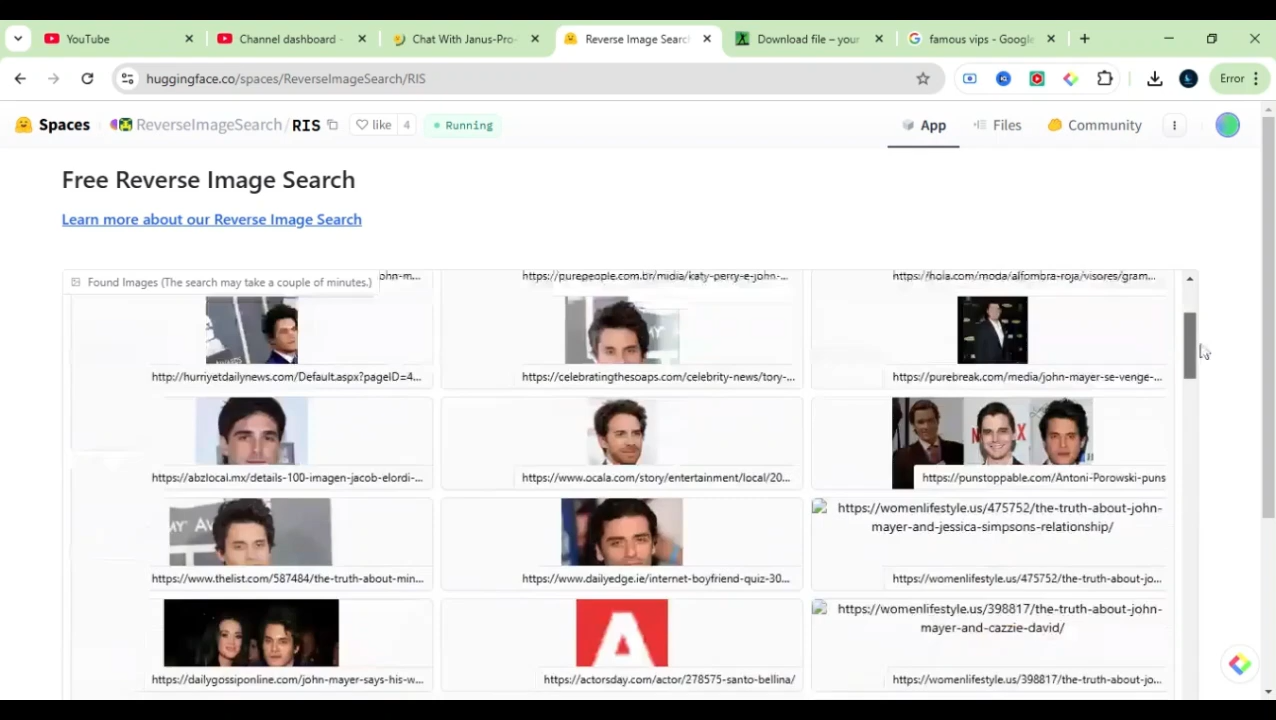 YouTube
Channel dashboard -
Chat With Janus-Pro-
Reverse Image Search
Download file – your
famous vips - Google
huggingface.co/spaces/ReverseImageSearch/RIS
Error
Spaces
ReverseImageSearch/RIS
like
4
Running
App
Files
Community
Free Reverse Image Search
Learn more about our Reverse Image Search
Found Images (The search may take a couple of minutes.)
ohn-m...
https://purepeople.com.br/midia/katy-perry-e-john-...
https://hola.com/moda/alfombra-roja/visores/gram...
http://hurriyetdailynews.com/Default.aspx?pageID=4...
https://celebratingthesoaps.com/celebrity-news/tory-...
https://purebreak.com/media/john-mayer-se-venge-...
https://abzlocal.mx/details-100-imagen-jacob-elordi-...
https://www.ocala.com/story/entertainment/local/20...
https://punstoppable.com/Antoni-Porowski-puns
MY AW
https://www.thelist.com/587484/the-truth-about-min...
https://www.dailyedge.ie/internet-boyfriend-quiz-30...
https://womenlifestyle.us/475752/the-truth-about-john-
mayer-and-jessica-simpsons-relationship/
https://womenlifestyle.us/475752/the-truth-about-jo...
https://dailygossiponline.com/john-mayer-says-his-w...
A
https://actorsday.com/actor/278575-santo-bellina/
https://womenlifestyle.us/398817/the-truth-about-john-
mayer-and-cazzie-david/
https://womenlifestyle.us/398817/the-truth-about-jo...